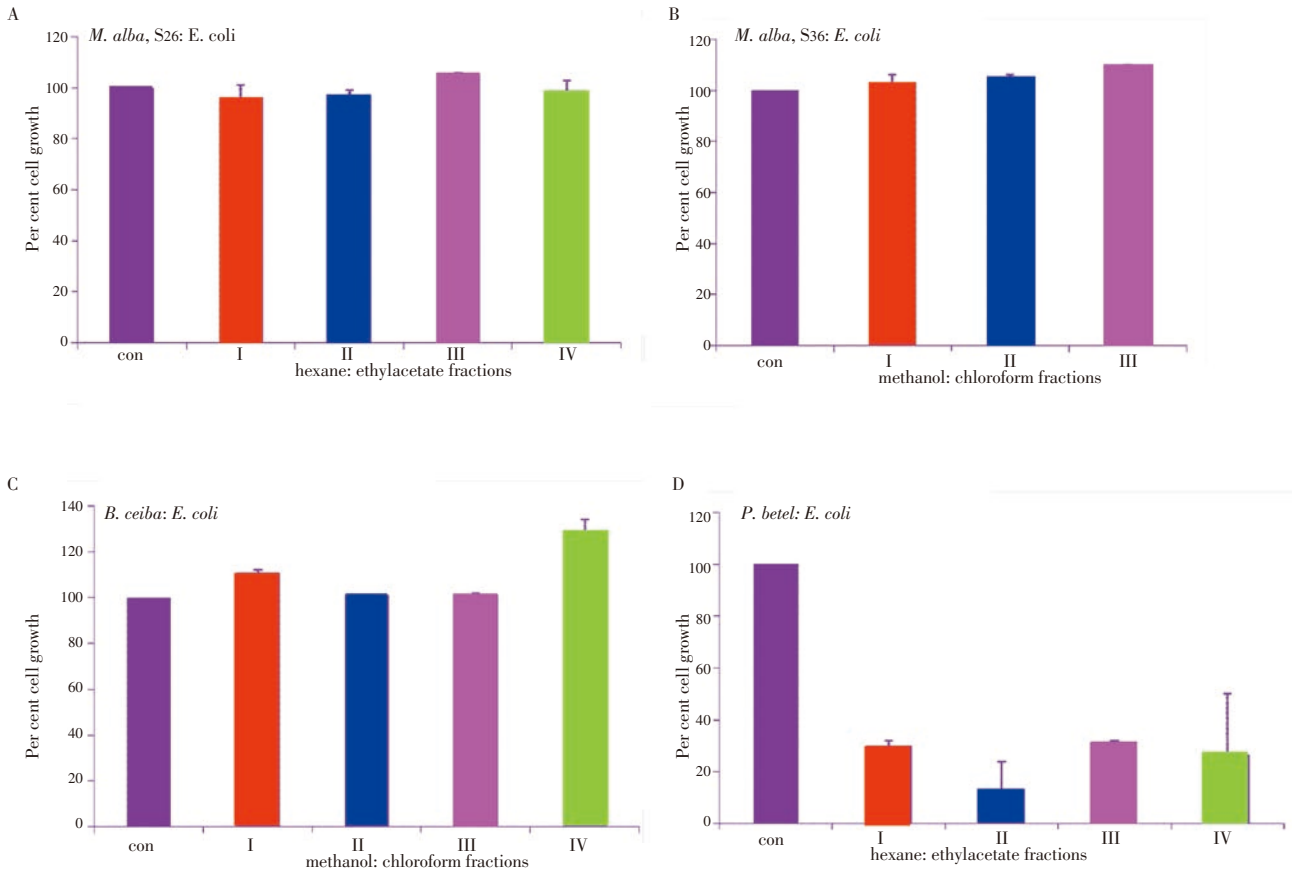 A
M. alba, S26: E. coli
Per cent cell growth
120
100
80
60
40
20
0
con I II III IV
hexane: ethylacetate fractions
B
M. alba, S36: E. coli
Per cent cell growth
120
100
80
60
40
20
0
con I II III
methanol: chloroform fractions
C
B. ceiba: E. coli
Per cent cell growth
140
120
100
80
60
40
20
0
con I II III IV
methanol: chloroform fractions
D
P. betel: E. coli
Per cent cell growth
120
100
80
60
40
20
0
con I II III IV
hexane: ethylacetate fractions